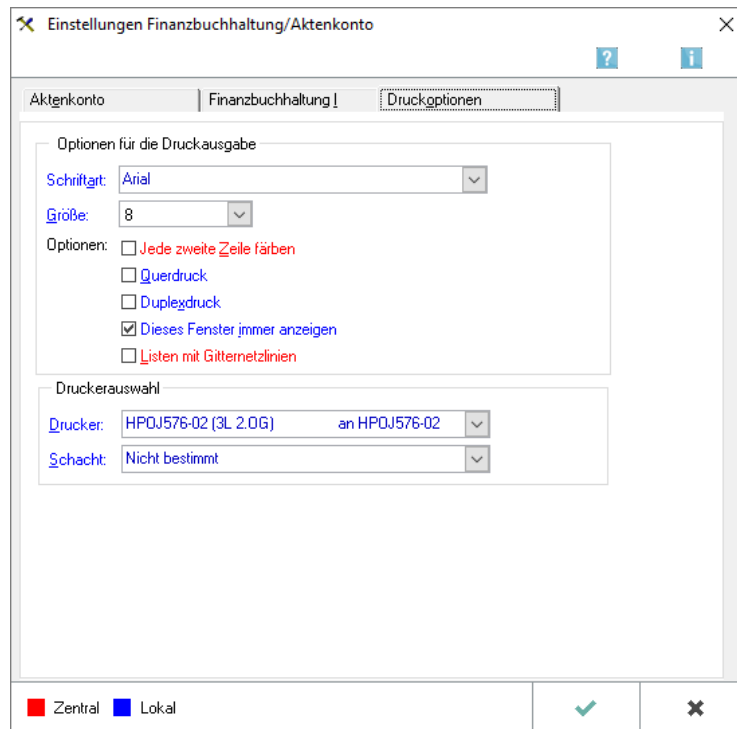 Einstellungen Finanzbuchhaltung/Aktenkonto
? i
Aktenkonto Finanzbuchhaltung I Druckoptionen
Optionen für die Druckausgabe
Schriftart: Arial
Größe: 8
Optionen: Jede zweite Zeile färben
Querdruck
Duplexdruck
Dieses Fenster immer anzeigen
Listen mit Gitternetzlinien
Druckerauswahl
Drucker: HPOJ576-02 (3L 2.OG) an HPOJ576-02
Schacht: Nicht bestimmt
Zentral Lokal